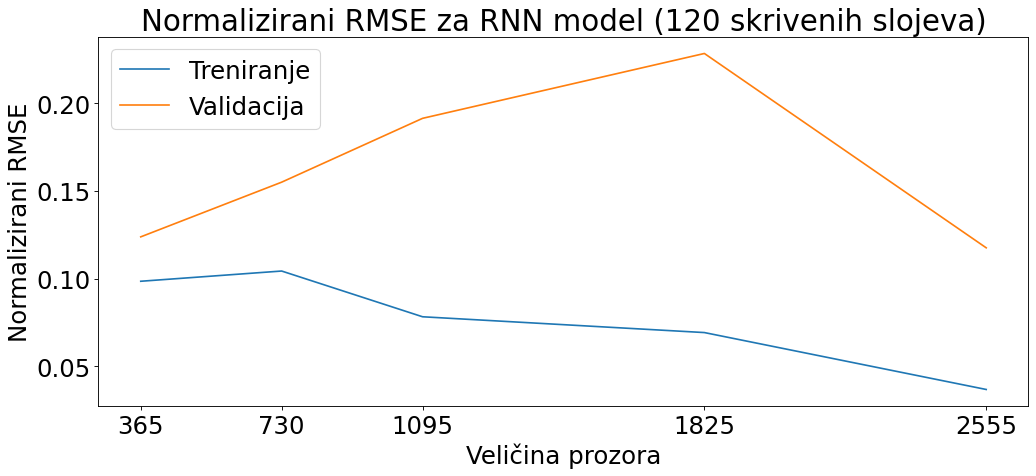 Normalizirani RMSE za RNN model (120 skrivenih slojeva)
Treniranje
Validacija
Normalizirani RMSE
0.20
0.15
0.10
0.05
365 730 1095 1825 2555
Veličina prozora